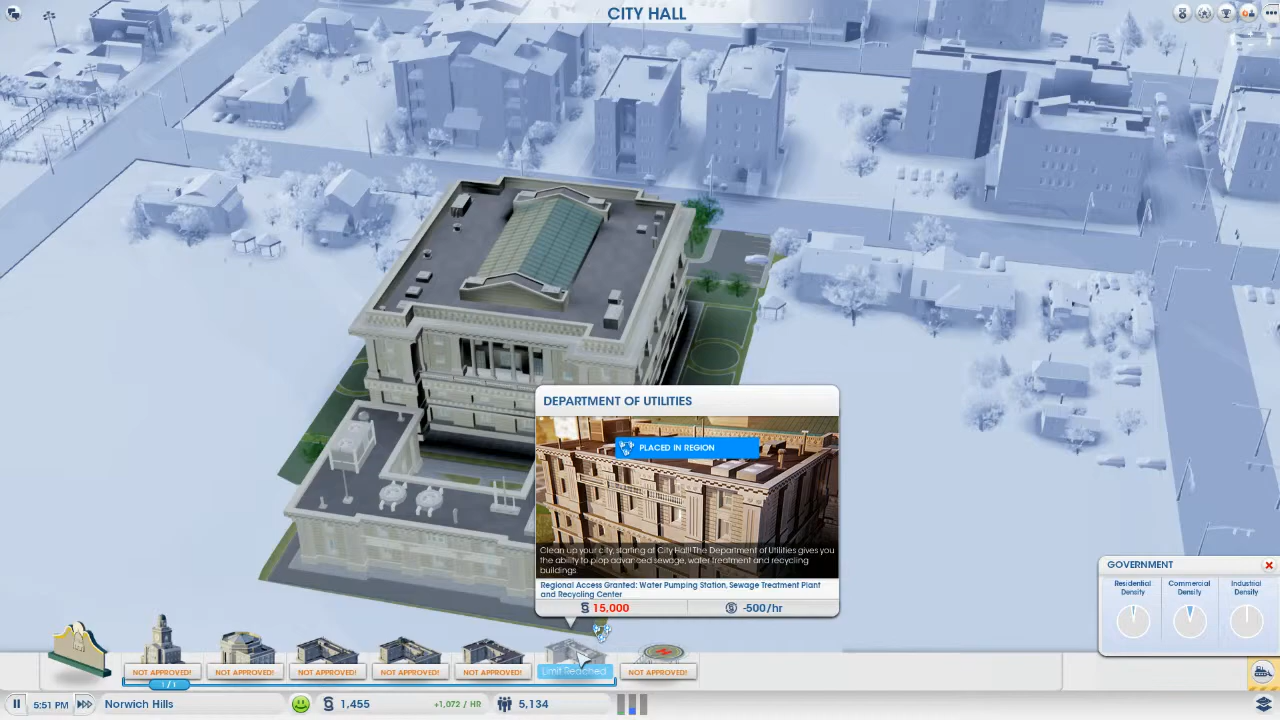 CITY HALL
DEPARTMENT OF UTILITIES
PLACED IN REGION
Clean up your city, starting at City Hall! The Department of Utilities gives you
the ability to plop advanced sewage, water treatment and recycling
buildings.
Regional Access Granted: Water Pumping Station, Sewage Treatment Plant
and Recycling Center
15,000
-500/hr
GOVERNMENT
Residential Density
Commercial Density
Industrial Density
NOT APPROVED!
NOT APPROVED!
NOT APPROVED!
NOT APPROVED!
NOT APPROVED!
Limit Reached
NOT APPROVED!
1/1
5:51 PM
Norwich Hills
1,455
+1,072 / HR
5,134